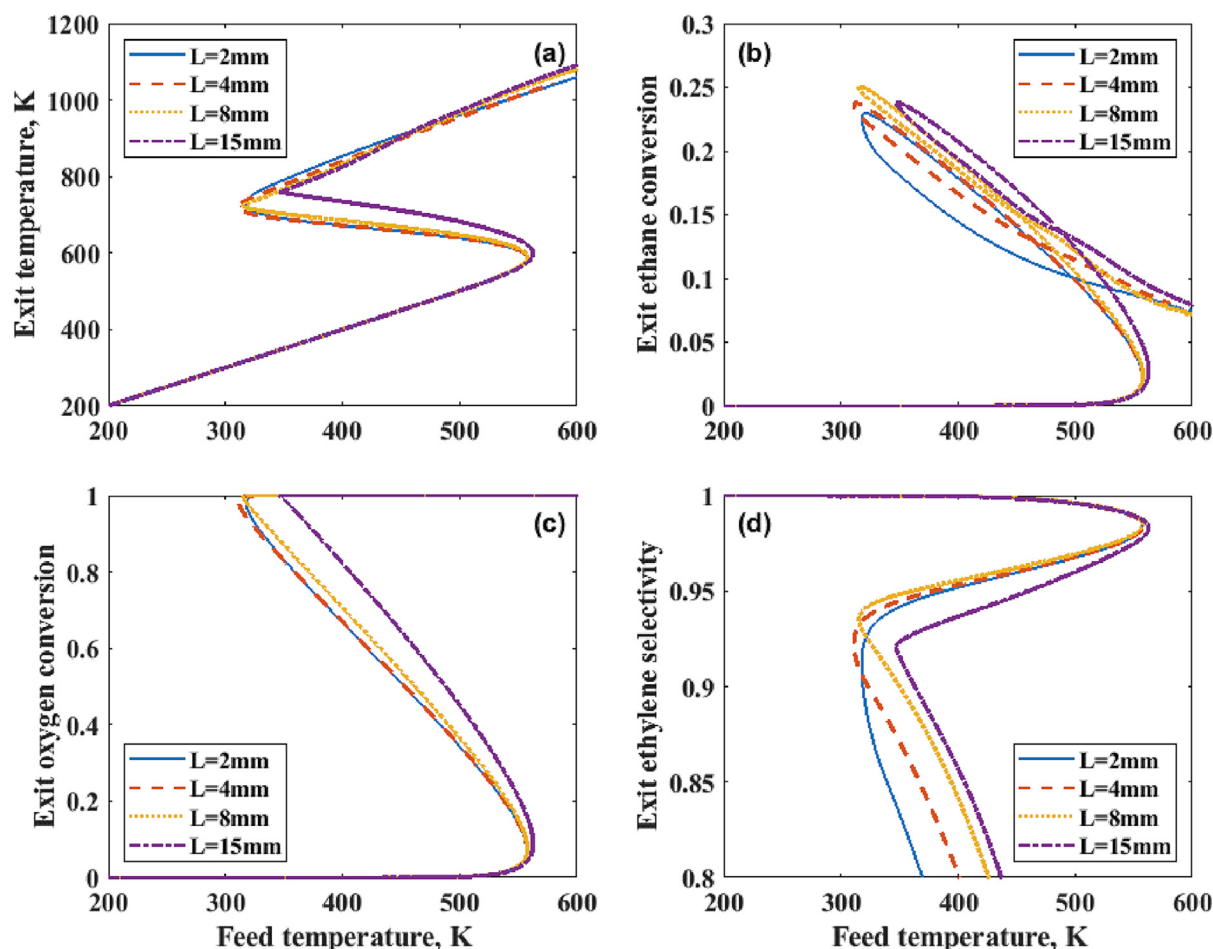 (a)
Exit temperature, K
1200
1000
800
600
400
200
L=2mm
L=4mm
L=8mm
L=15mm
200 300 400 500 600
(b)
Exit ethane conversion
0.3
0.25
0.2
0.15
0.1
0.05
0
L=2mm
L=4mm
L=8mm
L=15mm
200 300 400 500 600
(c)
Exit oxygen conversion
1
0.8
0.6
0.4
0.2
0
L=2mm
L=4mm
L=8mm
L=15mm
200 300 400 500 600
Feed temperature, K
(d)
Exit ethylene selectivity
1
0.95
0.9
0.85
0.8
L=2mm
L=4mm
L=8mm
L=15mm
200 300 400 500 600
Feed temperature, K